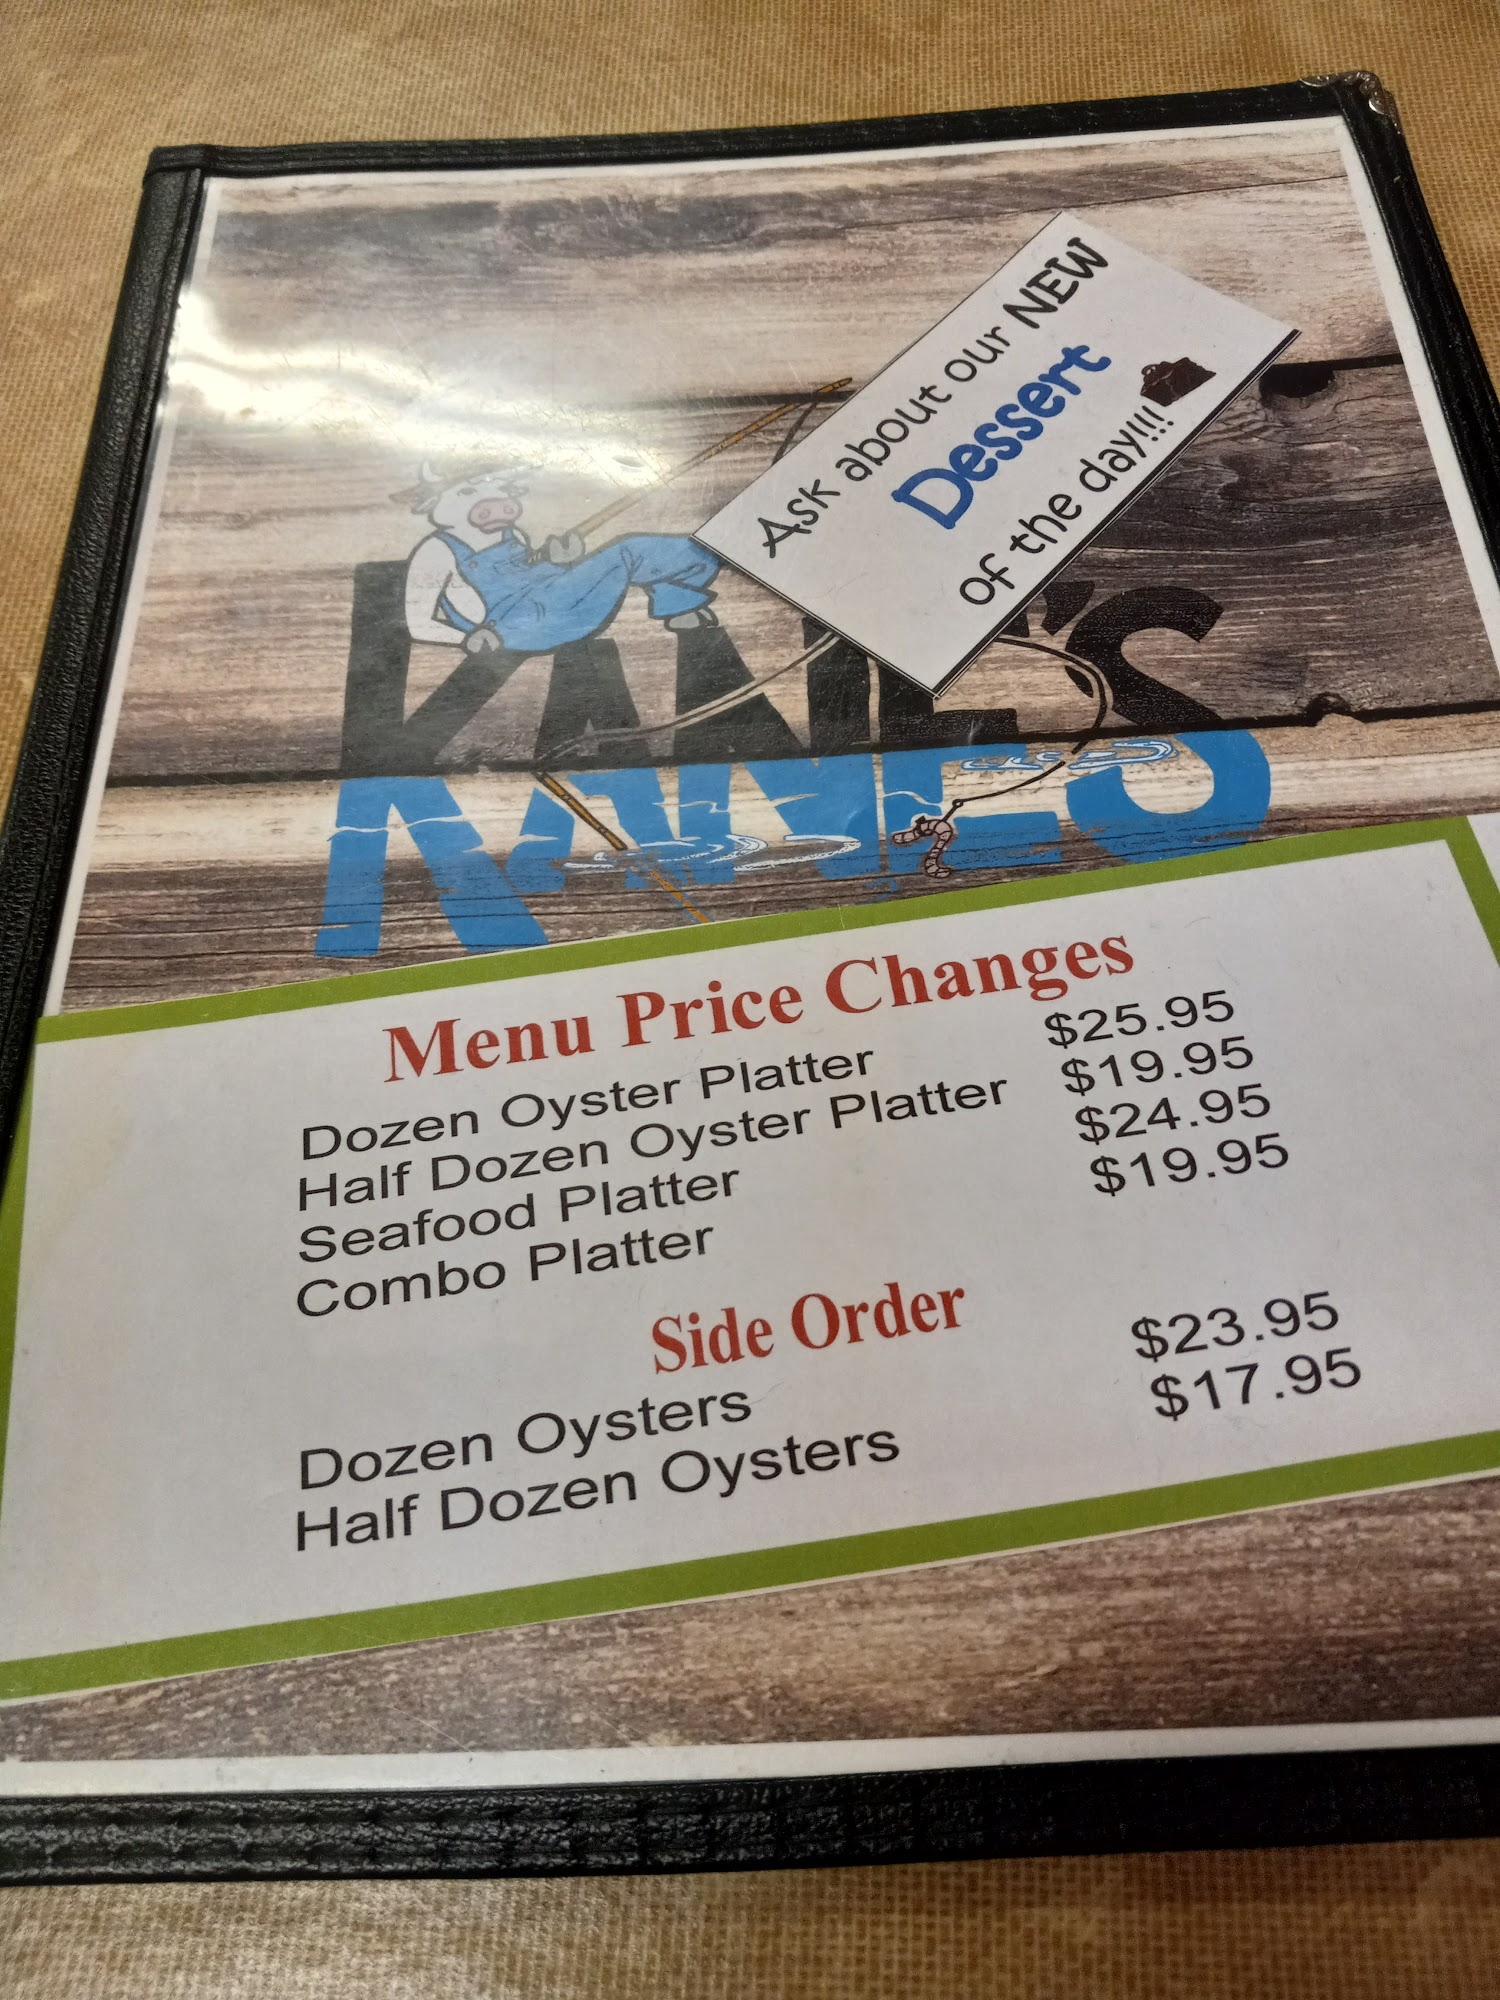 Ask about our NEW
Dessert
of the day!!!
KANE'S
Menu Price Changes
Dozen Oyster Platter $25.95
Half Dozen Oyster Platter $19.95
Seafood Platter $24.95
Combo Platter $19.95
Side Order
Dozen Oysters $23.95
Half Dozen Oysters $17.95